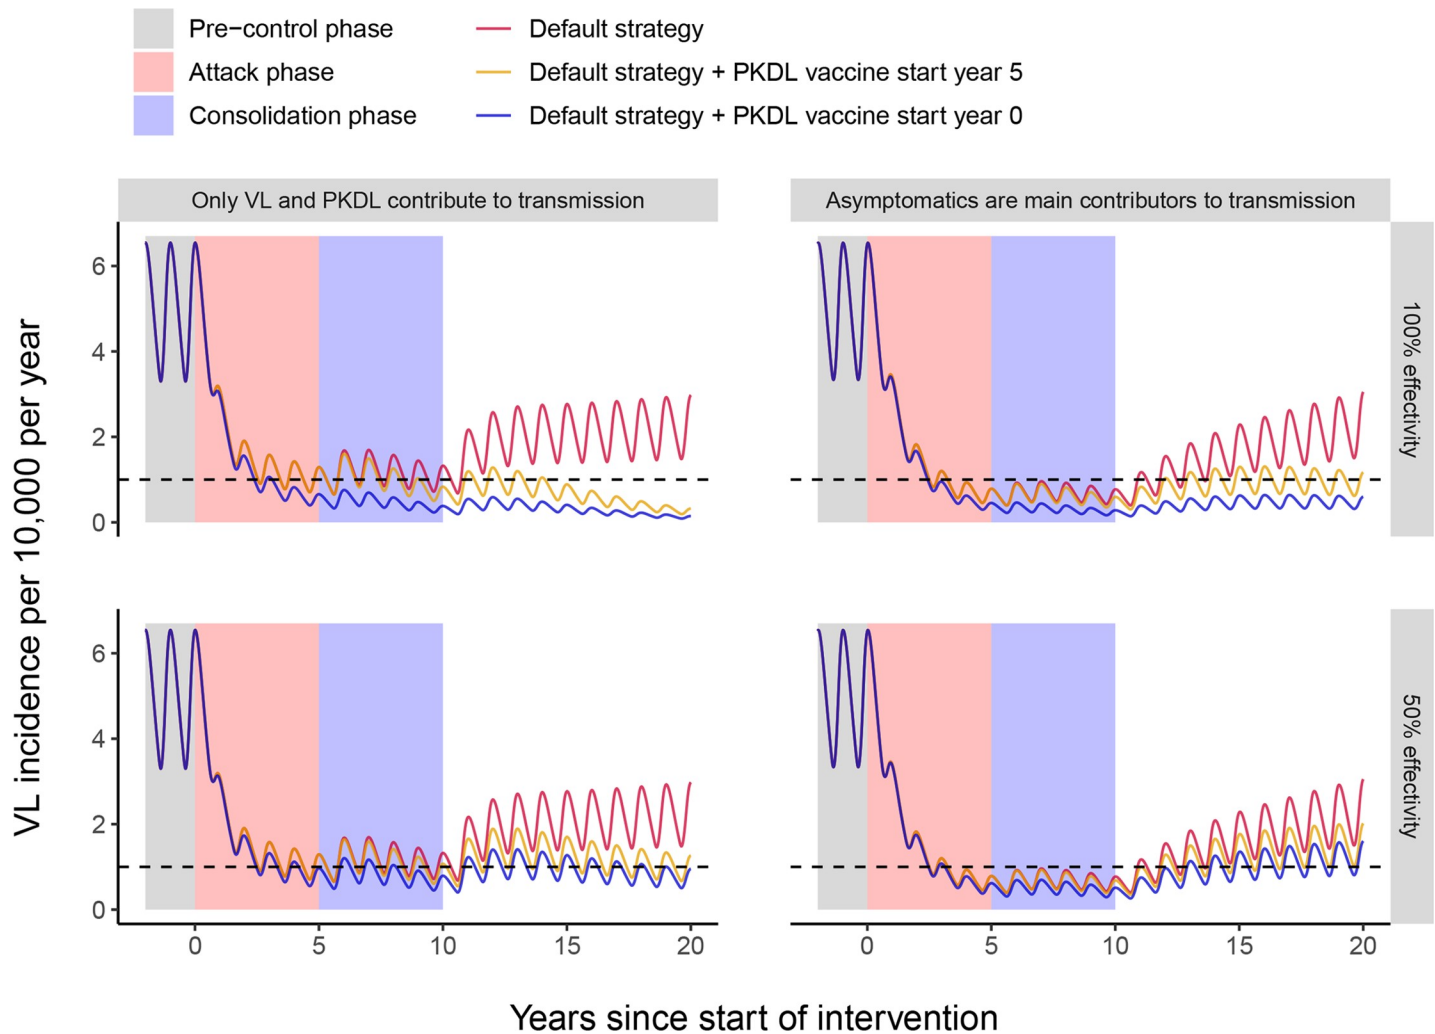 Pre−control phase
Attack phase
Consolidation phase
Default strategy
Default strategy + PKDL vaccine start year 5
Default strategy + PKDL vaccine start year 0
Only VL and PKDL contribute to transmission
Asymptomatics are main contributors to transmission
VL incidence per 10,000 per year
6
4
2
0
100% effectivity
6
4
2
0
50% effectivity
0 5 10 15 20
0 5 10 15 20
Years since start of intervention